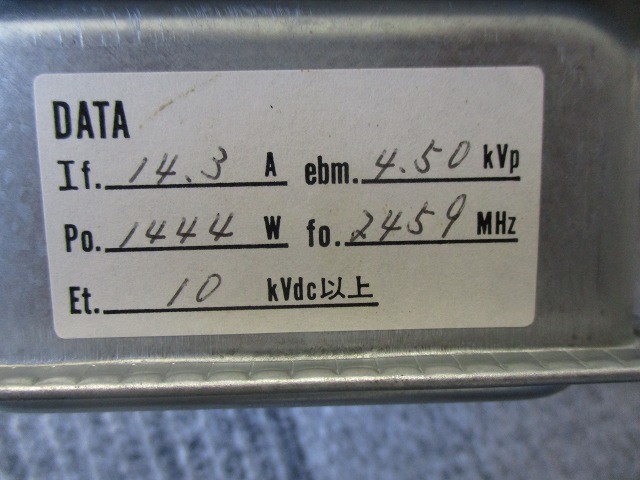 DATA
If. 14.3 A ebm. 4.50 kVp
Po. 1444 W fo. 2459 MHz
Et. 10 kVdc以上